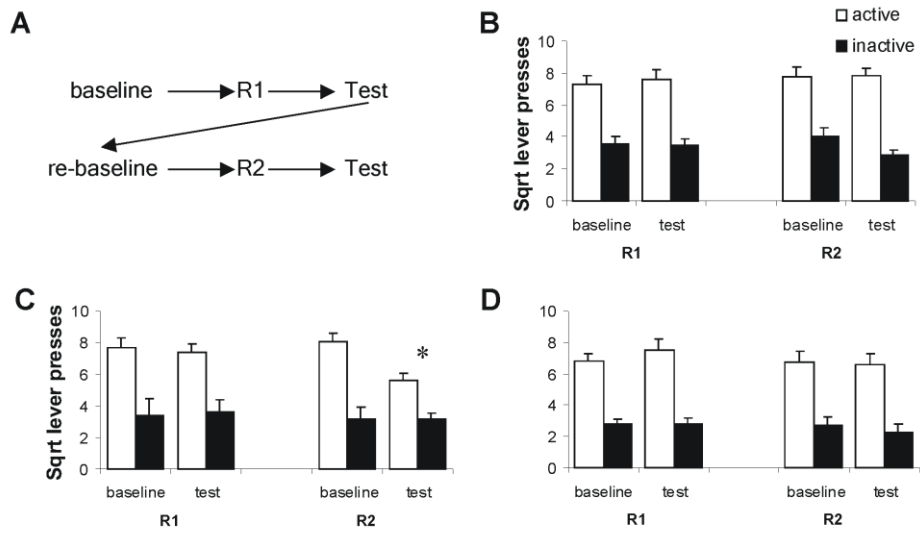 A
baseline R1 Test
re-baseline R2 Test
B
active
inactive
Sqrt lever presses
10
8
6
4
2
0
baseline test baseline test
R1 R2
C
Sqrt lever presses
10
8
6
4
2
0
*
baseline test baseline test
R1 R2
D
10
8
6
4
2
0
baseline test baseline test
R1 R2